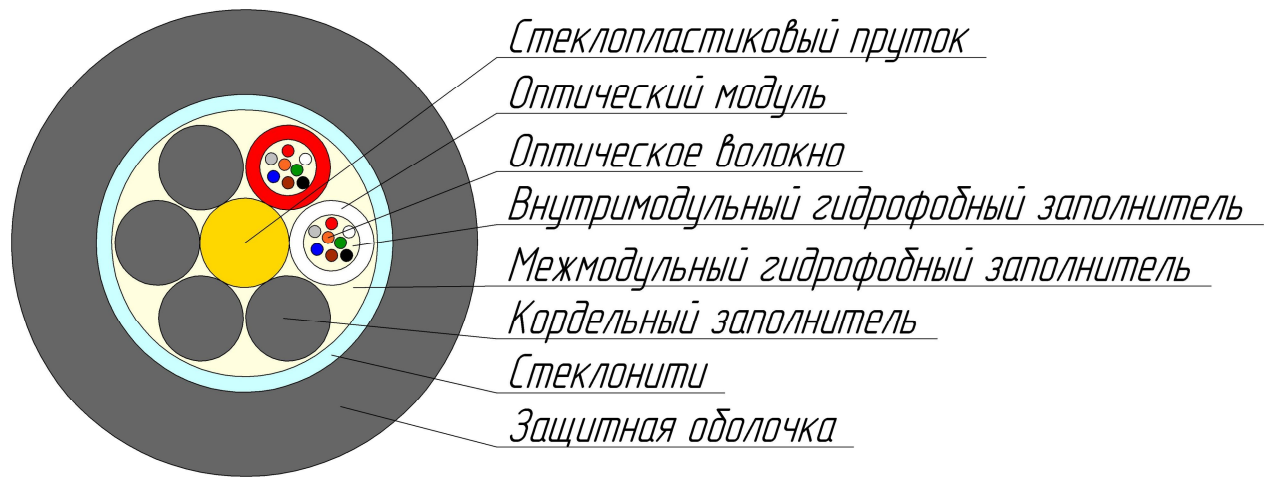 Стеклопластиковый пруток
Оптический модуль
Оптическое волокно
Внутримодульный гидрофобный заполнитель
Межмодульный гидрофобный заполнитель
Кордельный заполнитель
Стеклонити
Защитная оболочка